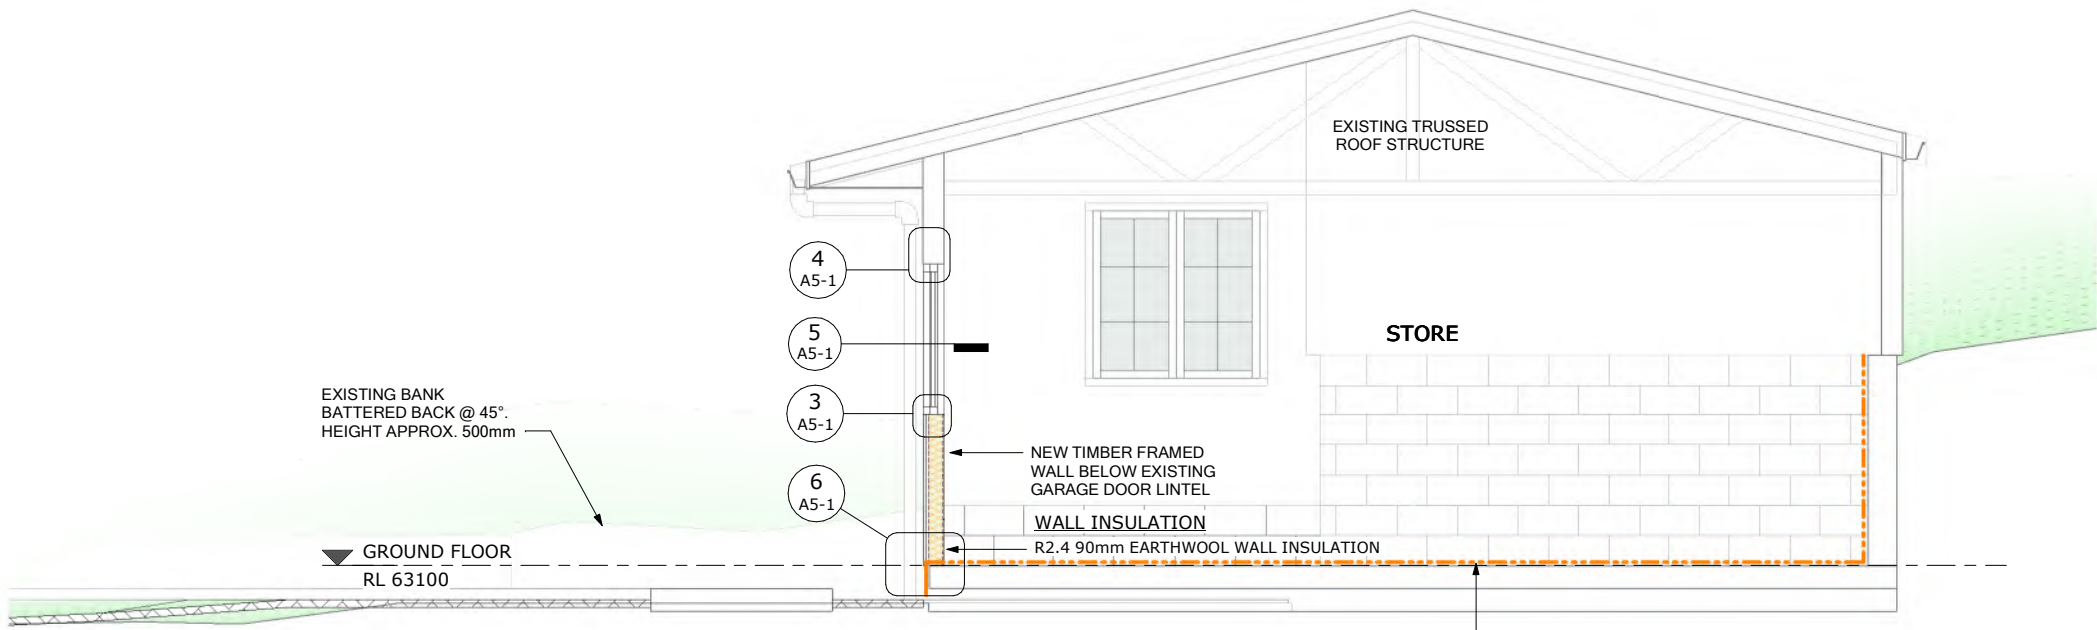 EXISTING TRUSSED
ROOF STRUCTURE
4
A5-1
5
A5-1
STORE
EXISTING BANK
BATTERED BACK @ 45°.
HEIGHT APPROX. 500mm
3
A5-1
NEW TIMBER FRAMED
WALL BELOW EXISTING
GARAGE DOOR LINTEL
6
A5-1
WALL INSULATION
R2.4 90mm EARTHWOOL WALL INSULATION
GROUND FLOOR
RL 63100